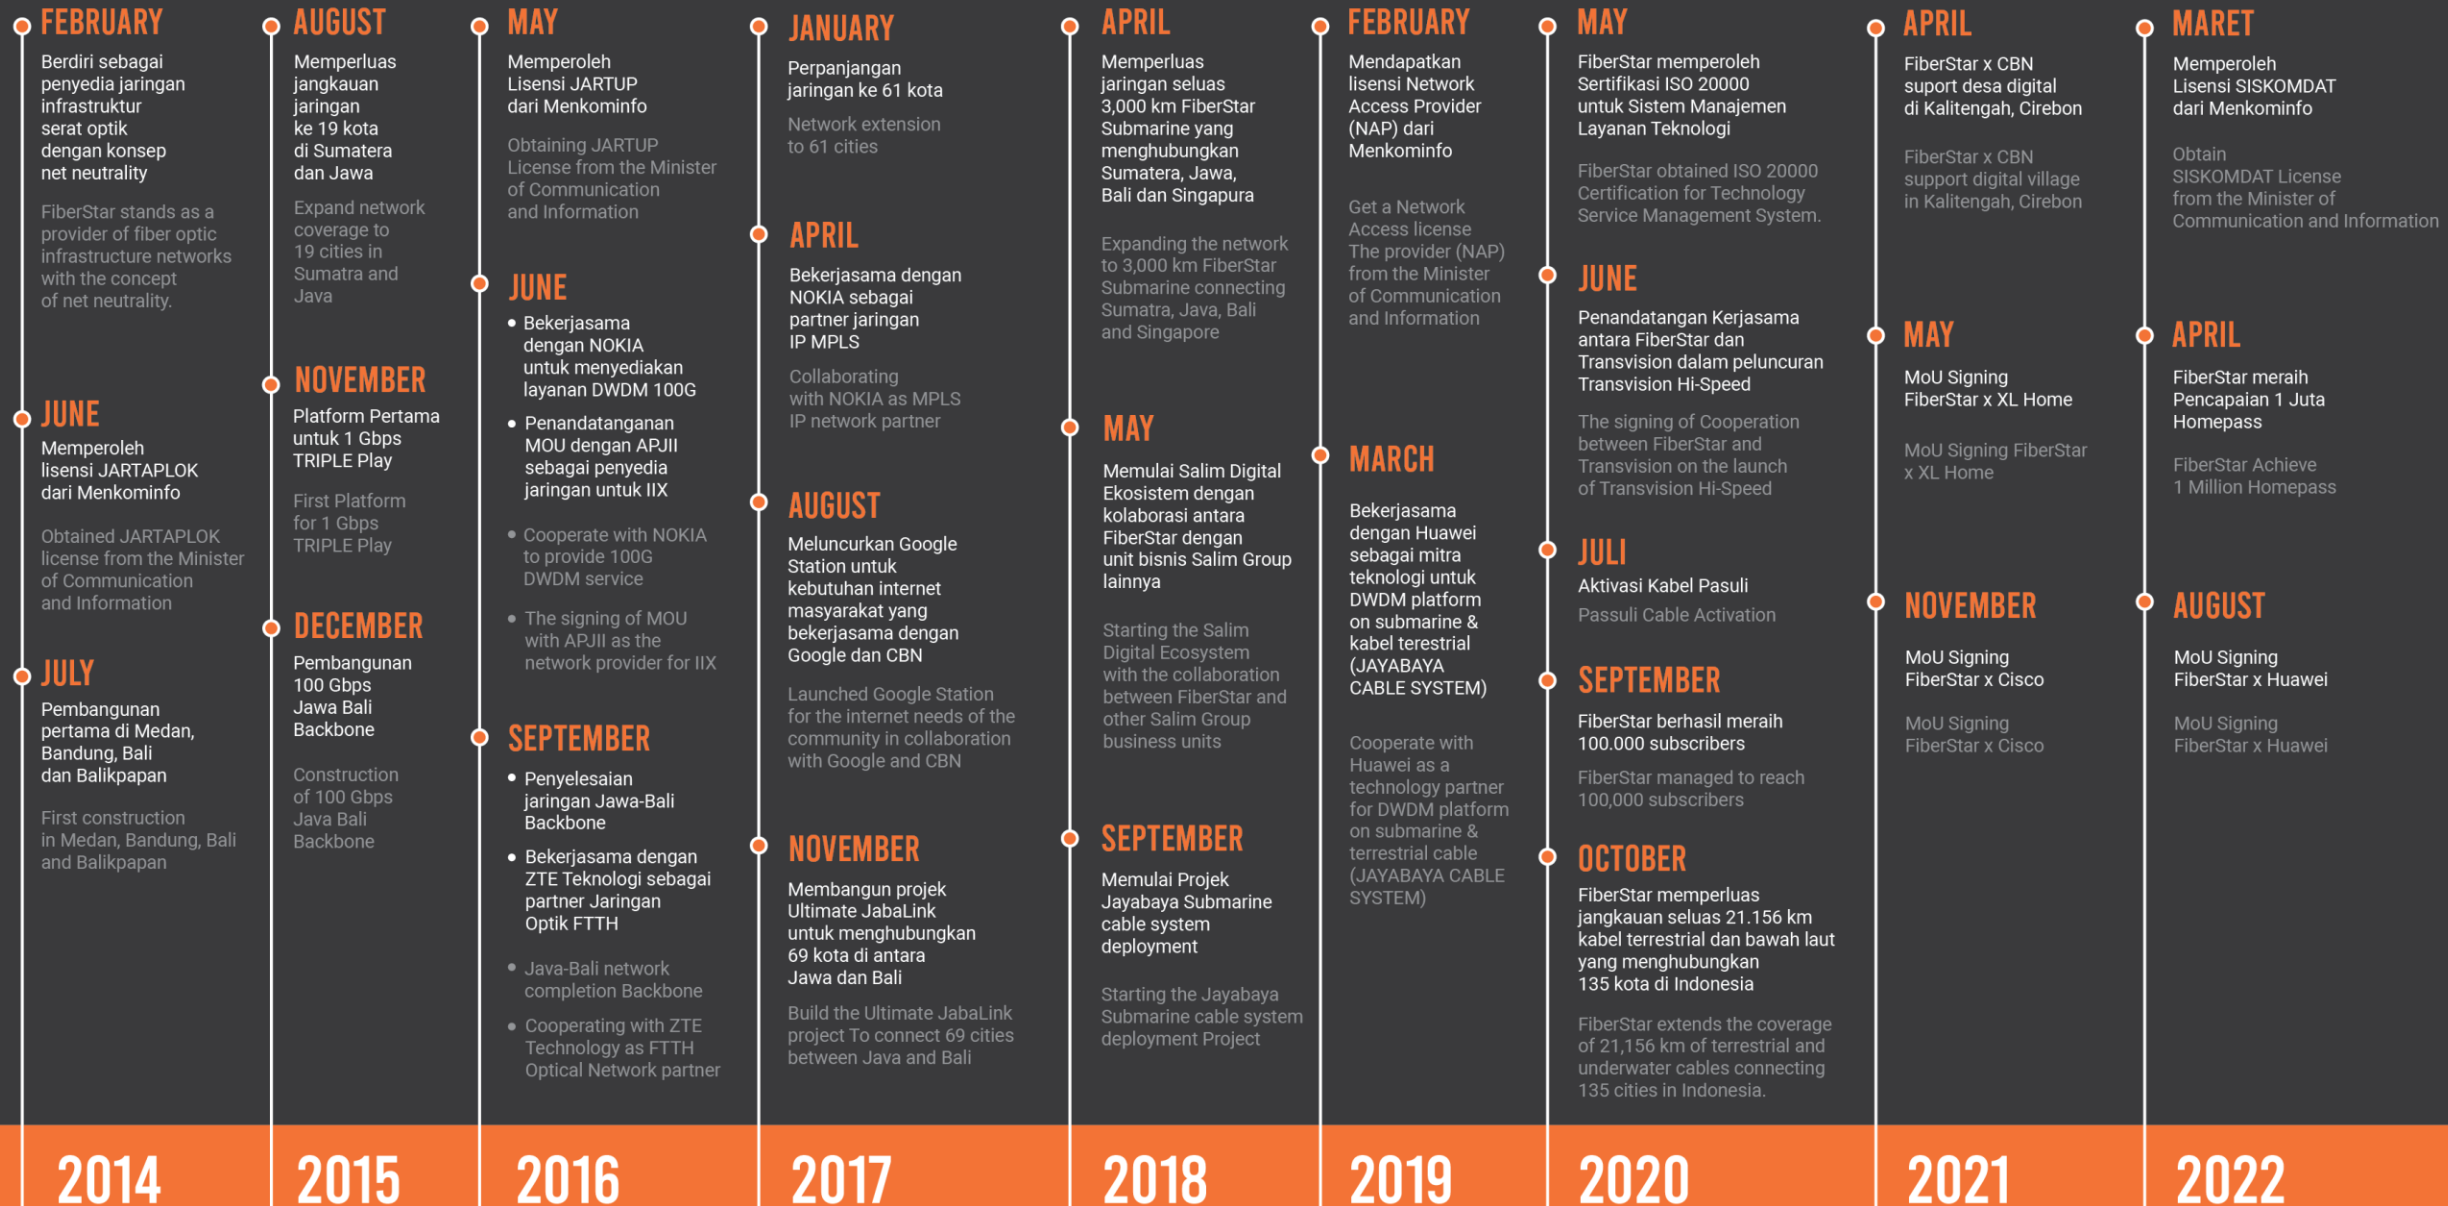 FEBRUARY
Berdiri sebagai
penyedia jaringan
infrastruktur
serat optik
dengan konsep
net neutrality
FiberStar stands as a
provider of fiber optic
infrastructure networks
with the concept
of net neutrality.
JUNE
Memperoleh
lisensi JARTAPLOK
dari Menkominfo
Obtained JARTAPLOK
license from the Minister
of Communication
and Information
JULY
Pembangunan
pertama di Medan,
Bandung, Bali
dan Balikpapan
First construction
in Medan, Bandung, Bali
and Balikpapan
2014
AUGUST
Memperluas
jangkauan
jaringan
ke 19 kota
di Sumatera
dan Jawa
Expand network
coverage to
19 cities in
Sumatra and
Java
NOVEMBER
Platform Pertama
untuk 1 Gbps
TRIPLE Play
First Platform
for 1 Gbps
TRIPLE Play
DECEMBER
Pembangunan
100 Gbps
Jawa Bali
Backbone
Construction
of 100 Gbps
Java Bali
Backbone
2015
MAY
Memperoleh
Lisensi JARTUP
dari Menkominfo
Obtaining JARTUP
License from the Minister
of Communication
and Information
JUNE
• Bekerjasama
dengan NOKIA
untuk menyediakan
layanan DWDM 100G
• Penandatanganan
MOU dengan APJII
sebagai penyedia
jaringan untuk IIX
• Cooperate with NOKIA
to provide 100G
DWDM service
• The signing of MOU
with APJII as the
network provider for IIX
SEPTEMBER
• Penyelesaian
jaringan Jawa-Bali
Backbone
• Bekerjasama dengan
ZTE Teknologi sebagai
partner Jaringan
Optik FTTH
• Java-Bali network
completion Backbone
• Cooperating with ZTE
Technology as FTTH
Optical Network partner
2016
JANUARY
Perpanjangan
jaringan ke 61 kota
Network extension
to 61 cities
APRIL
Bekerjasama dengan
NOKIA sebagai
partner jaringan
IP MPLS
Collaborating
with NOKIA as MPLS
IP network partner
AUGUST
Meluncurkan Google
Station untuk
kebutuhan internet
masyarakat yang
bekerjasama dengan
Google dan CBN
Launched Google Station
for the internet needs of the
community in collaboration
with Google and CBN
NOVEMBER
Membangun projek
Ultimate JabaLink
untuk menghubungkan
69 kota di antara
Jawa dan Bali
Build the Ultimate JabaLink
project To connect 69 cities
between Java and Bali
2017
APRIL
Memperluas
jaringan seluas
3,000 km FiberStar
Submarine yang
menghubungkan
Sumatera, Jawa,
Bali dan Singapura
Expanding the network
to 3,000 km FiberStar
Submarine connecting
Sumatra, Java, Bali
and Singapore
MAY
Memulai Salim Digital
Ekosistem dengan
kolaborasi antara
FiberStar dengan
unit bisnis Salim Group
lainnya
Starting the Salim
Digital Ecosystem
with the collaboration
between FiberStar and
other Salim Group
business units
SEPTEMBER
Memulai Projek
Jayabaya Submarine
cable system
deployment
Starting the Jayabaya
Submarine cable system
deployment Project
2018
FEBRUARY
Mendapatkan
lisensi Network
Access Provider
(NAP) dari
Menkominfo
Get a Network
Access license
The provider (NAP)
from the Minister
of Communication
and Information
MARCH
Bekerjasama
dengan Huawei
sebagai mitra
teknologi untuk
DWDM platform
on submarine &
kabel terestrial
(JAYABAYA
CABLE SYSTEM)
Cooperate with
Huawei as a
technology partner
for DWDM platform
on submarine &
terrestrial cable
(JAYABAYA CABLE
SYSTEM)
2019
MAY
FiberStar memperoleh
Sertifikasi ISO 20000
untuk Sistem Manajemen
Layanan Teknologi
FiberStar obtained ISO 20000
Certification for Technology
Service Management System.
JUNE
Penandatangan Kerjasama
antara FiberStar dan
Transvision dalam peluncuran
Transvision Hi-Speed
The signing of Cooperation
between FiberStar and
Transvision on the launch
of Transvision Hi-Speed
JULI
Aktivasi Kabel Pasuli
Passuli Cable Activation
SEPTEMBER
FiberStar berhasil meraih
100.000 subscribers
FiberStar managed to reach
100,000 subscribers
OCTOBER
FiberStar memperluas
jangkauan seluas 21.156 km
kabel terrestrial dan bawah laut
yang menghubungkan
135 kota di Indonesia
FiberStar extends the coverage
of 21,156 km of terrestrial and
underwater cables connecting
135 cities in Indonesia.
2020
APRIL
FiberStar x CBN
suport desa digital
di Kalitengah, Cirebon
FiberStar x CBN
support digital village
in Kalitengah, Cirebon
MAY
MoU Signing
FiberStar x XL Home
MoU Signing FiberStar
x XL Home
NOVEMBER
MoU Signing
FiberStar x Cisco
MoU Signing
FiberStar x Cisco
2021
MARET
Memperoleh
Lisensi SISKOMDAT
dari Menkominfo
Obtain
SISKOMDAT License
from the Minister of
Communication and Information
APRIL
FiberStar meraih
Pencapaian 1 Juta
Homepass
FiberStar Achieve
1 Million Homepass
AUGUST
MoU Signing
FiberStar x Huawei
MoU Signing
FiberStar x Huawei
2022